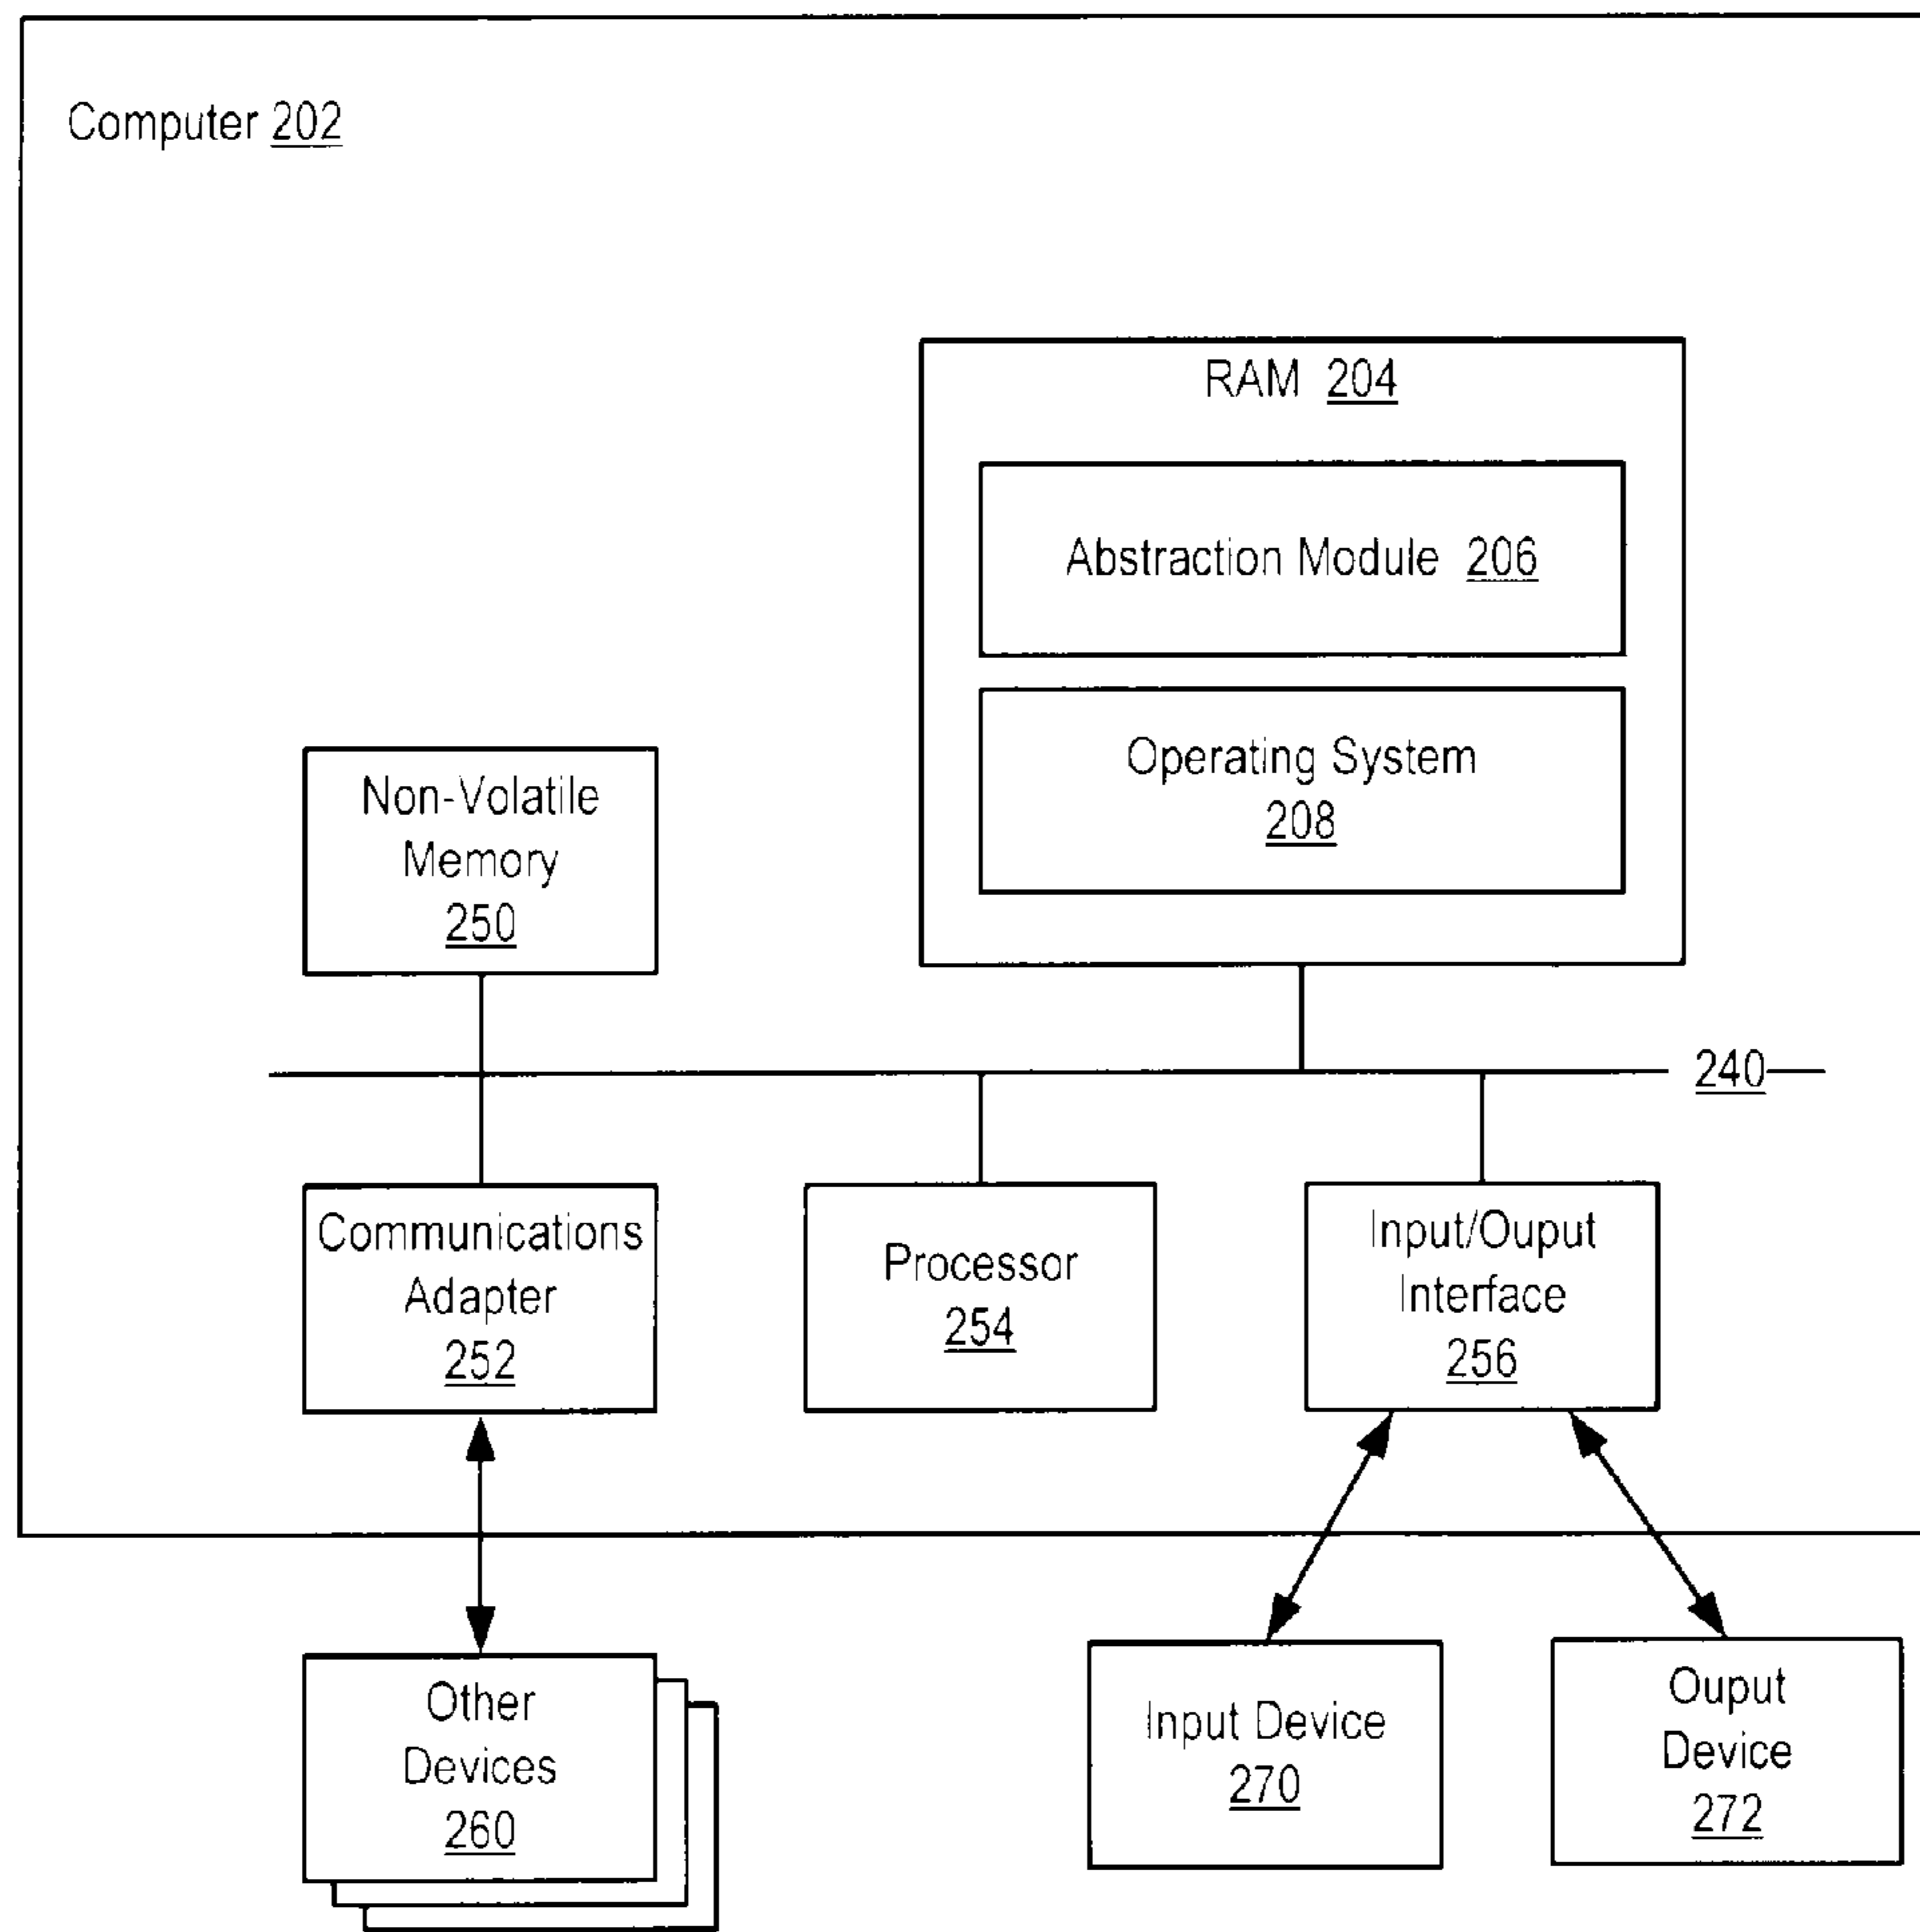 Computer 202
RAM 204
Abstraction Module 206
Operating System
208
Non-Volatile
Memory
250
240
Communications
Adapter
252
Processor
254
Input/Ouput
Interface
256
Other
Devices
260
Input Device
270
Ouput
Device
272